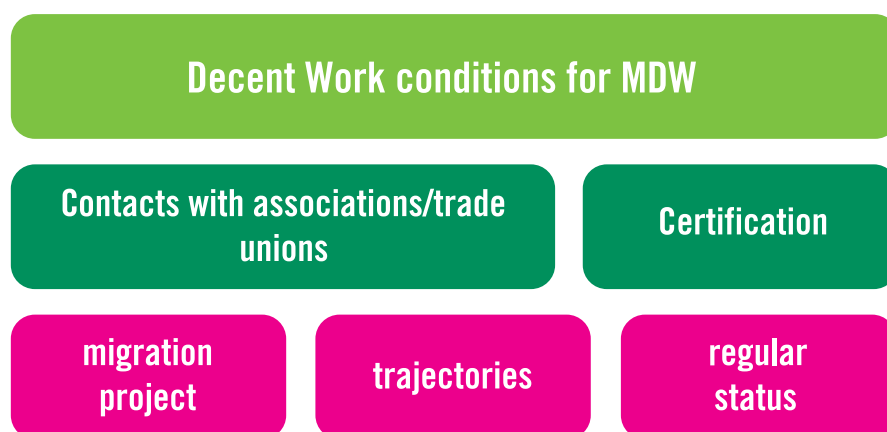 Decent Work conditions for MDW
Contacts with associations/trade
unions
Certification
migration
project
trajectories
regular
status